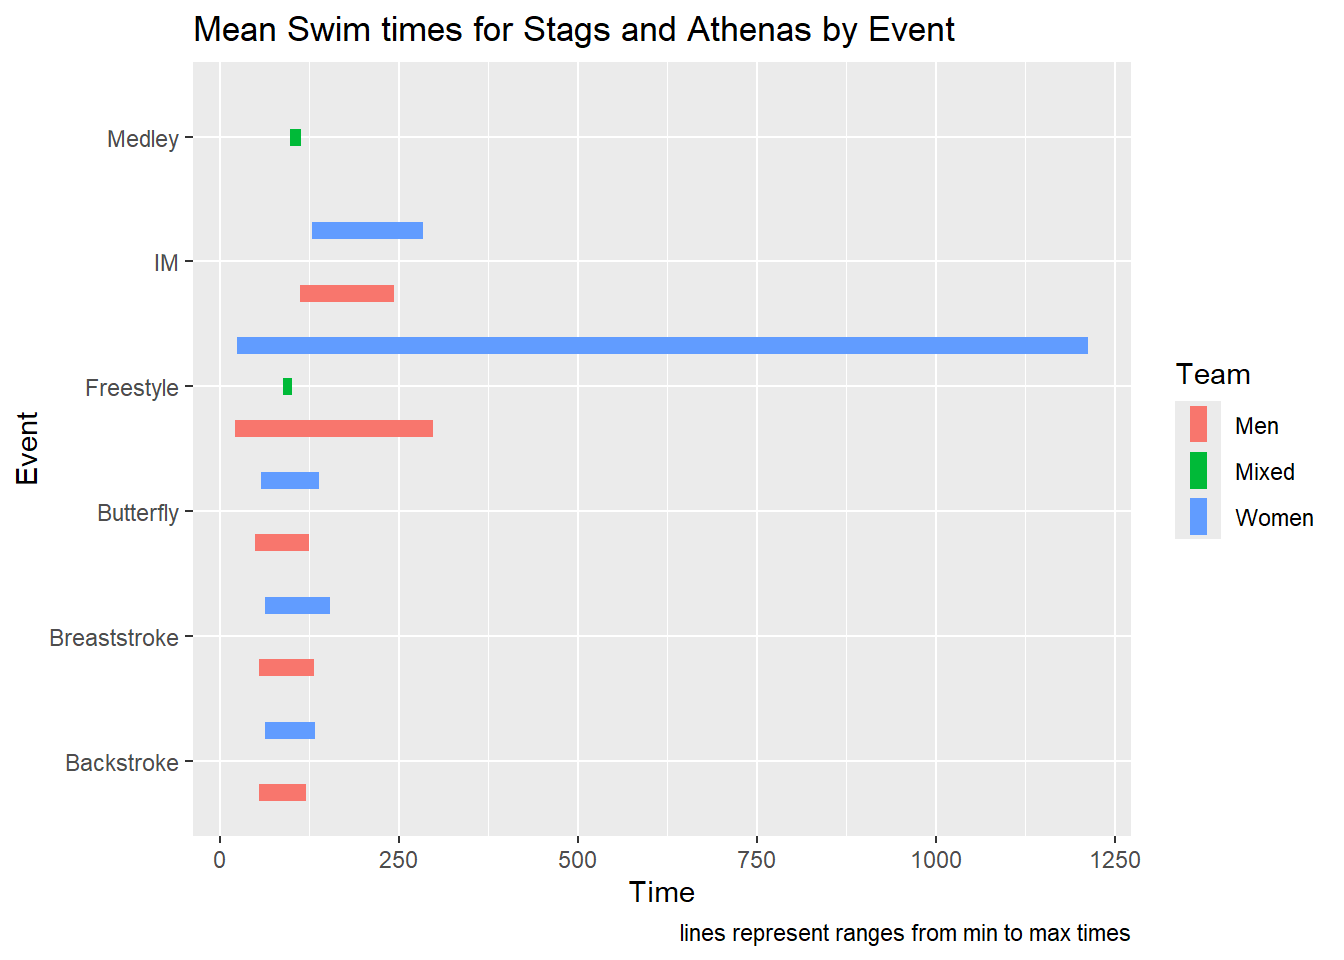 Mean Swim times for Stags and Athenas by Event
Medley
IM
Freestyle
Butterfly
Breaststroke
Backstroke
Event
0 250 500 750 1000 1250
Time
lines represent ranges from min to max times
Team
Men
Mixed
Women